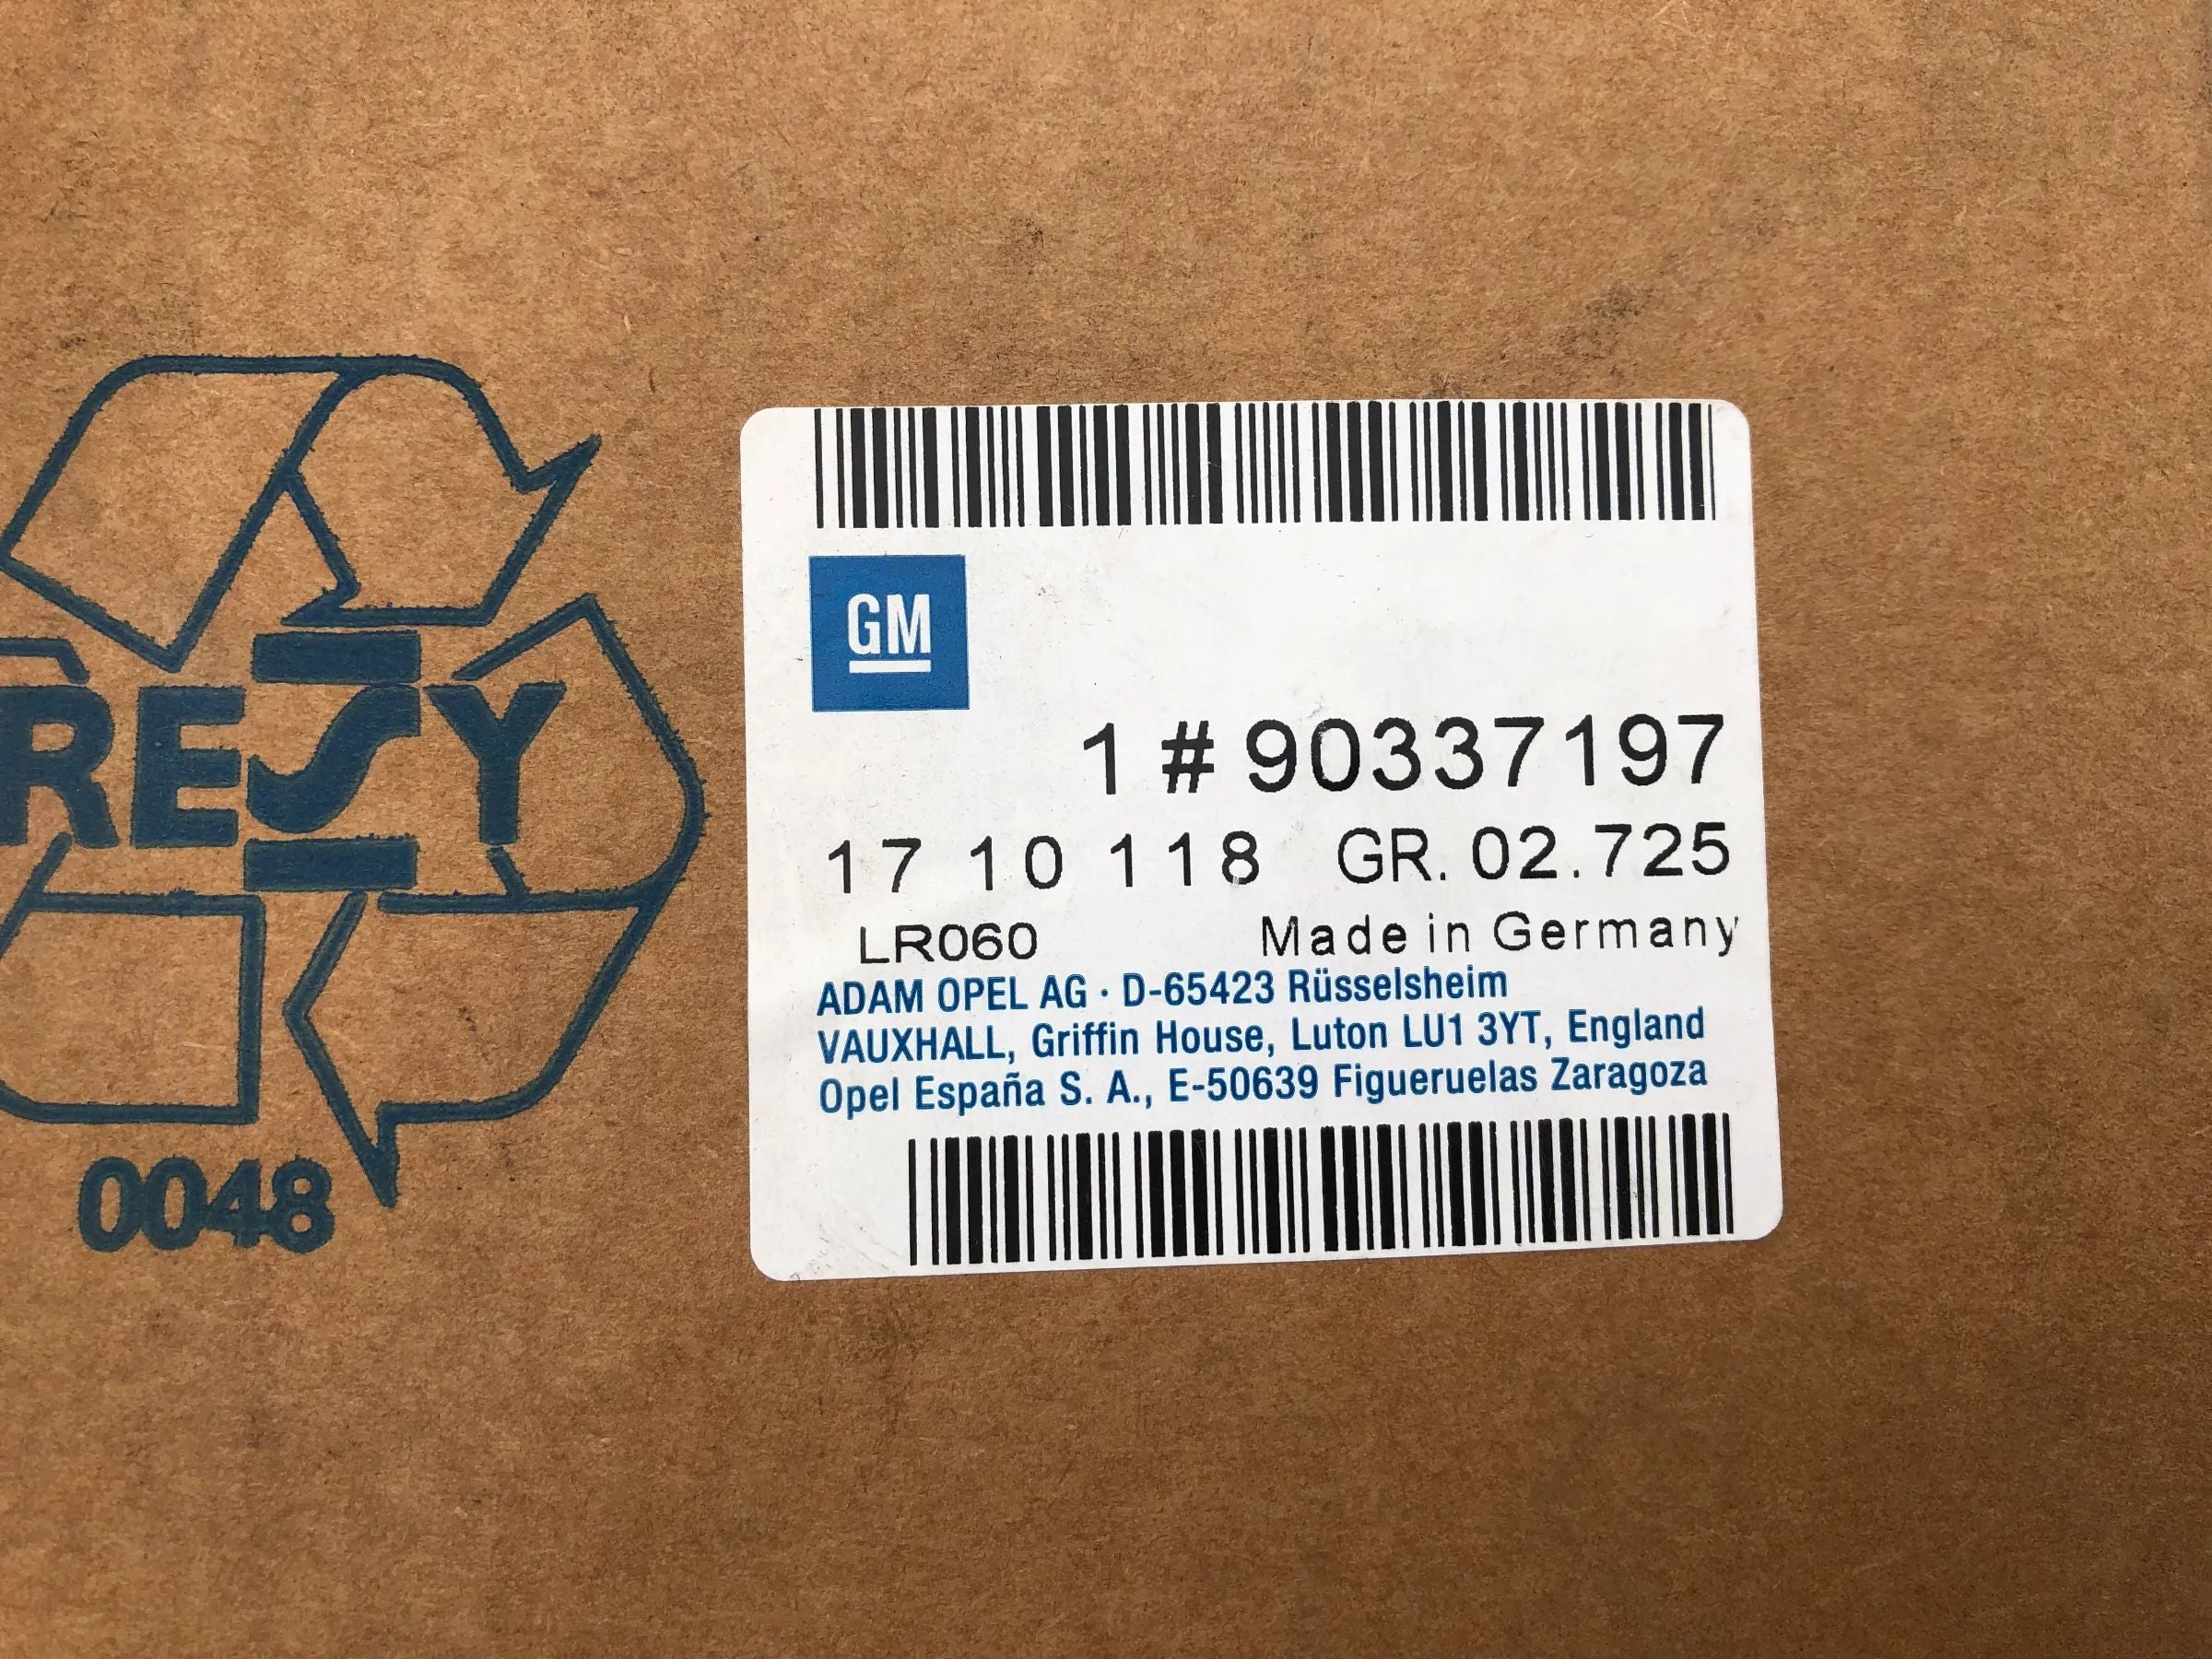 RESY
0048
GM
1 # 90337197
17 10 118 GR. 02.725
LR060 Made in Germany
ADAM OPEL AG · D-65423 Rüsselsheim
VAUXHALL, Griffin House, Luton LU1 3YT, England
Opel España S. A., E-50639 Figueruelas Zaragoza